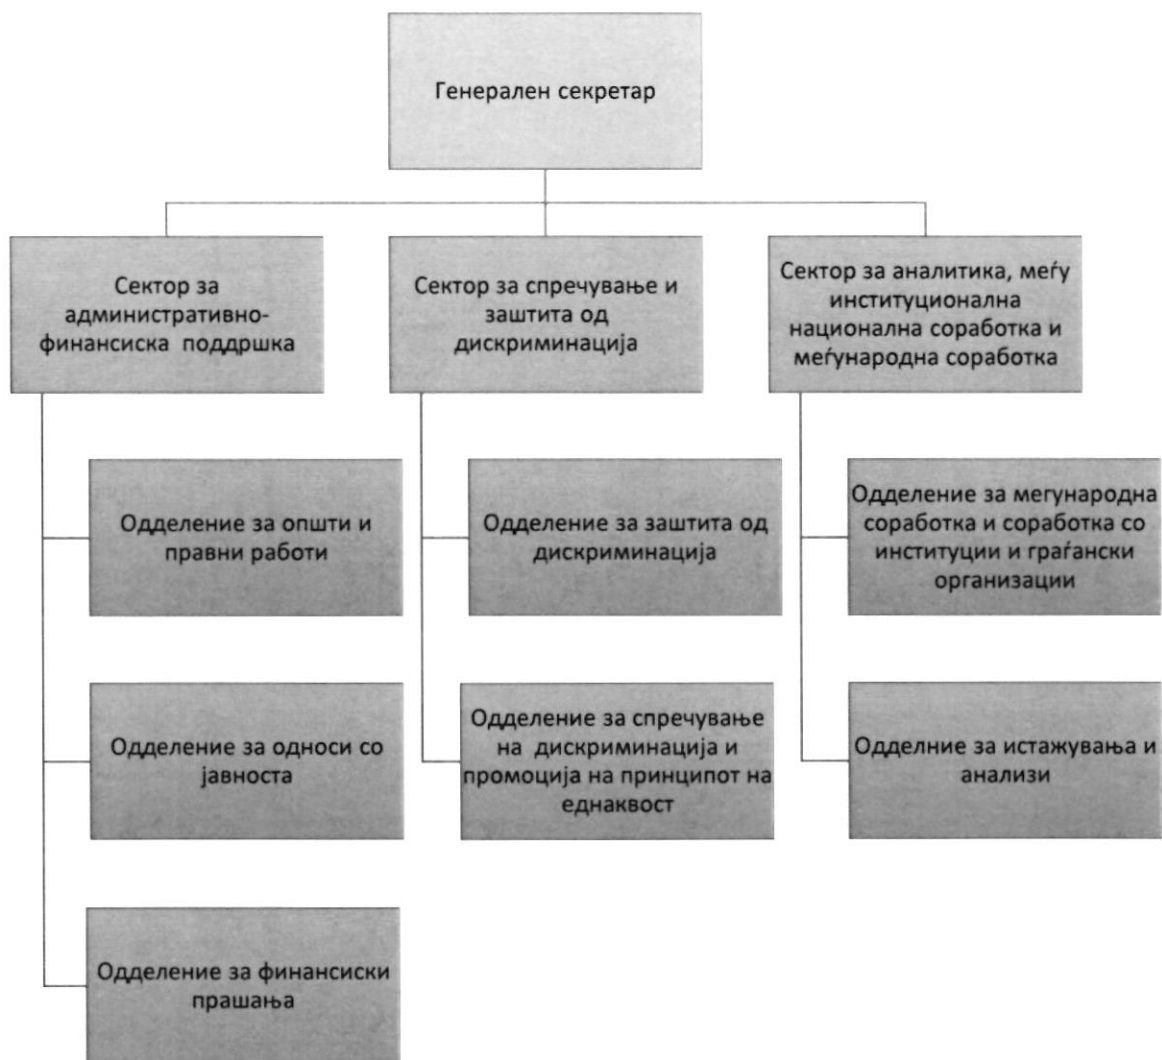 Генерален секретар
Сектор за
административно-
финансиска поддршка
Сектор за спречување и
заштита од
дискриминација
Сектор за аналитика, меѓу
институционална
национална соработка и
меѓународна соработка
Одделение за општи и
правни работи
Одделение за заштита од
дискриминација
Одделение за мегународна
соработка и соработка со
институции и граѓански
организации
Одделение за односи со
јавноста
Одделение за спречување
на дискриминација и
промоција на принципот на
еднаквост
Одделние за истажувања и
анализи
Одделение за финансиски
прашања